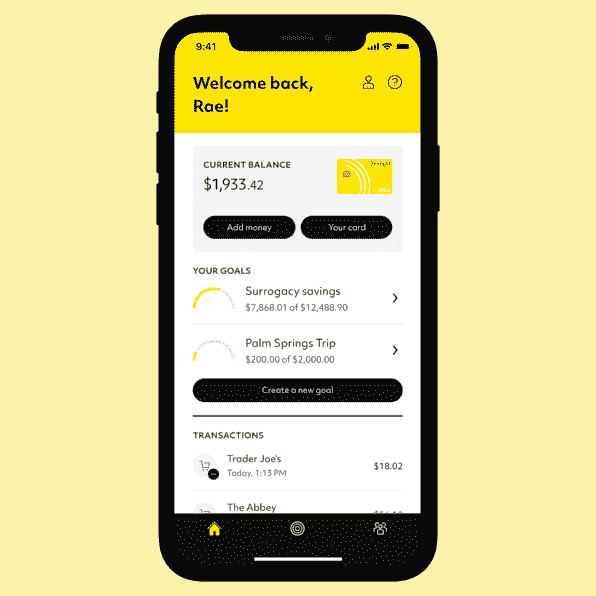 9:41
Welcome back,
Rae!
CURRENT BALANCE
$1,933.42
Add money
Your card
YOUR GOALS
Surrogacy savings
$7,868.01 of $12,488.90
Palm Springs Trip
$200.00 of $2,000.00
Create a new goal
TRANSACTIONS
Trader Joe's
$18.02
Today, 1:13 PM
The Abbey